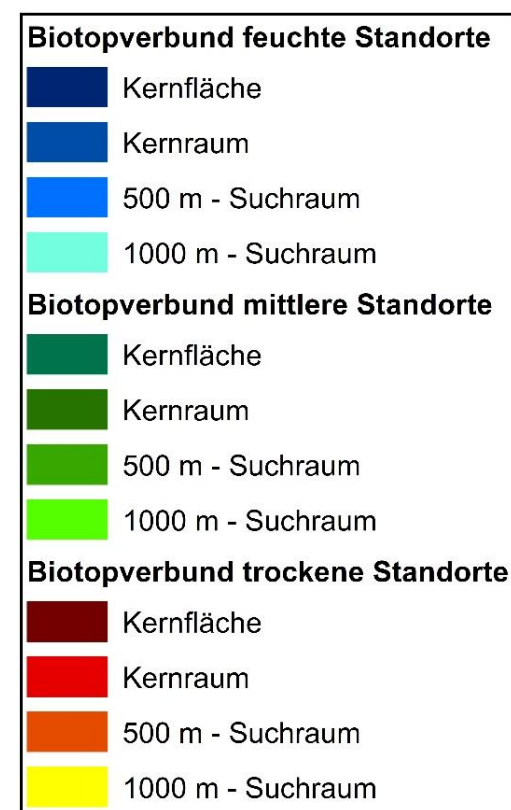 Biotopverbund feuchte Standorte
Kernfläche
Kernraum
500 m - Suchraum
1000 m - Suchraum
Biotopverbund mittlere Standorte
Kernfläche
Kernraum
500 m - Suchraum
1000 m - Suchraum
Biotopverbund trockene Standorte
Kernfläche
Kernraum
500 m - Suchraum
1000 m - Suchraum